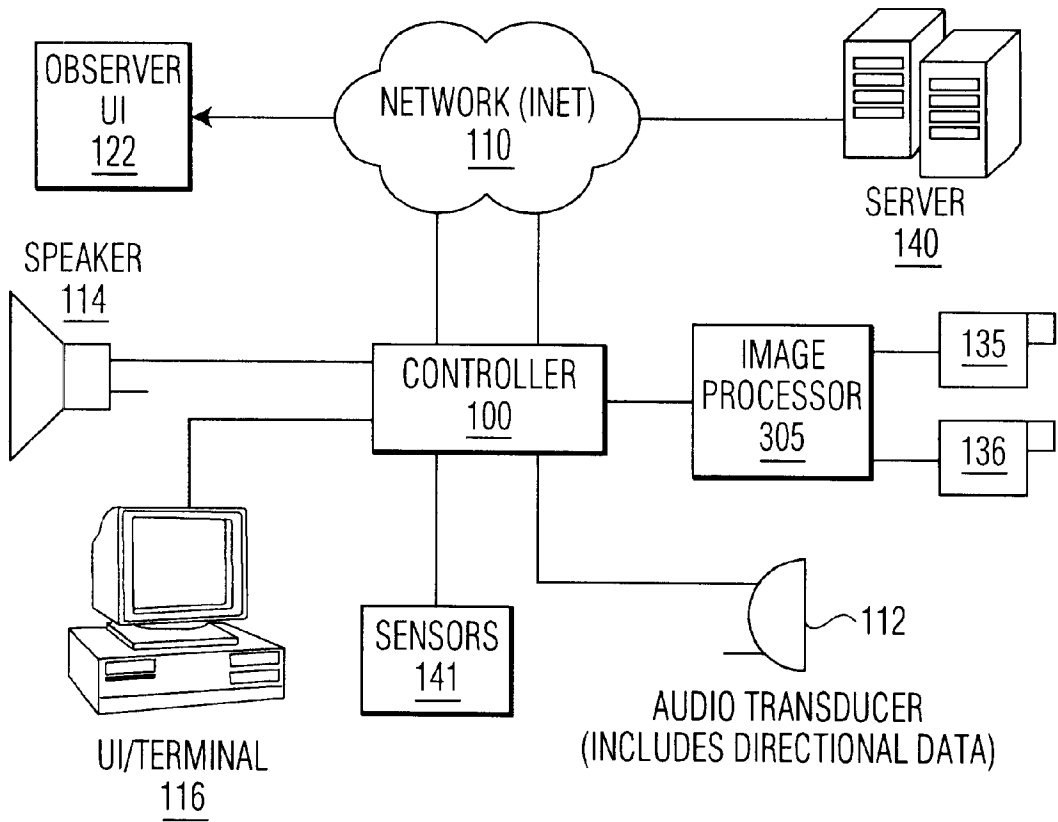 OBSERVER
UI
122
NETWORK (INET)
110
SERVER
140
SPEAKER
114
CONTROLLER
100
IMAGE
PROCESSOR
305
135
136
UI/TERMINAL
116
SENSORS
141
112
AUDIO TRANSDUCER
(INCLUDES DIRECTIONAL DATA)